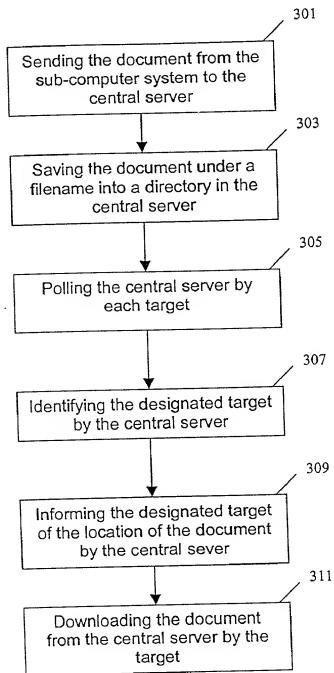 301
Sending the document from the
sub-computer system to the
central server
303
Saving the document under a
filename into a directory in the
central server
305
Polling the central server by
each target
307
Identifying the designated target
by the central server
309
Informing the designated target
of the location of the document
by the central sever
311
Downloading the document
from the central server by the
target